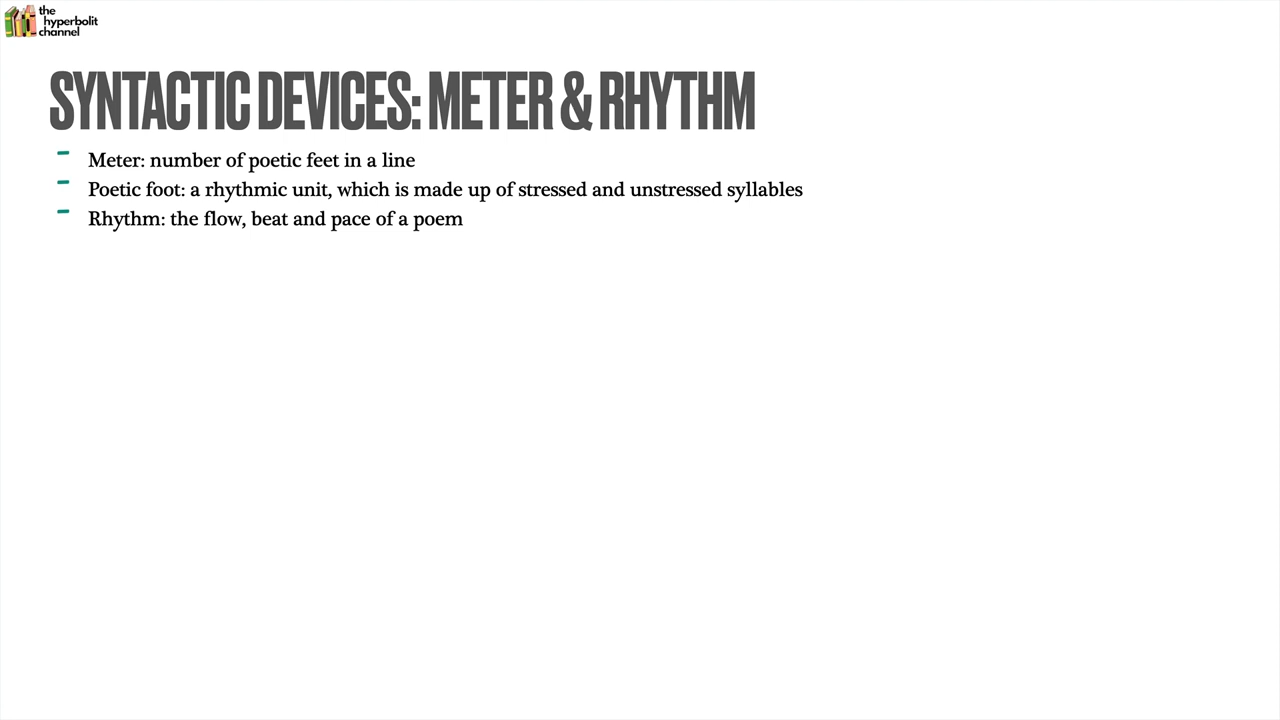 the
hyperbolit
channel
SYNTACTIC DEVICES: METER & RHYTHM
- Meter: number of poetic feet in a line
- Poetic foot: a rhythmic unit, which is made up of stressed and unstressed syllables
- Rhythm: the flow, beat and pace of a poem